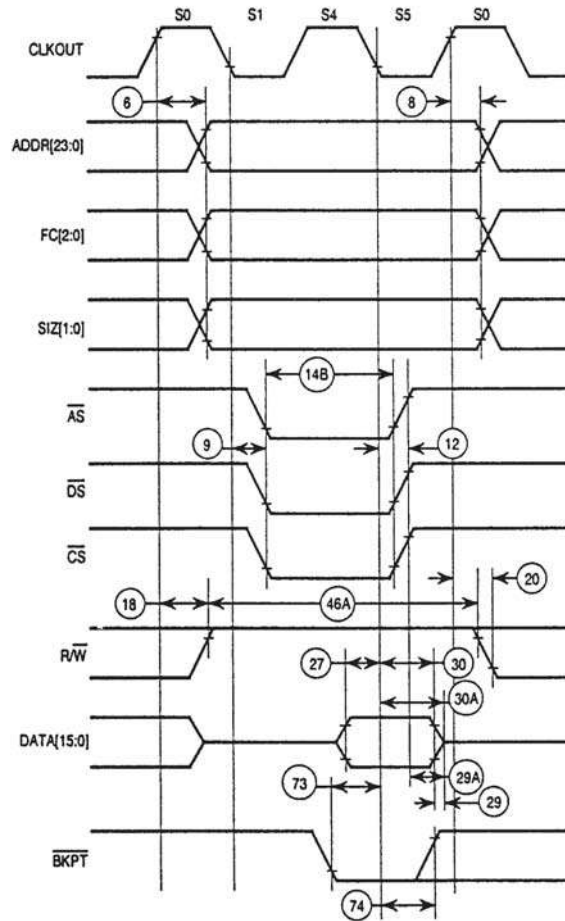 S0 S1 S4 S5 S0
CLKOUT
6 8
ADDR[23:0]
FC[2:0]
SIZ[1:0]
14B
AS
9 12
DS
CS
20
18 46A
R/W
27 30
30A
DATA[15:0]
29A
73 29
BKPT
74